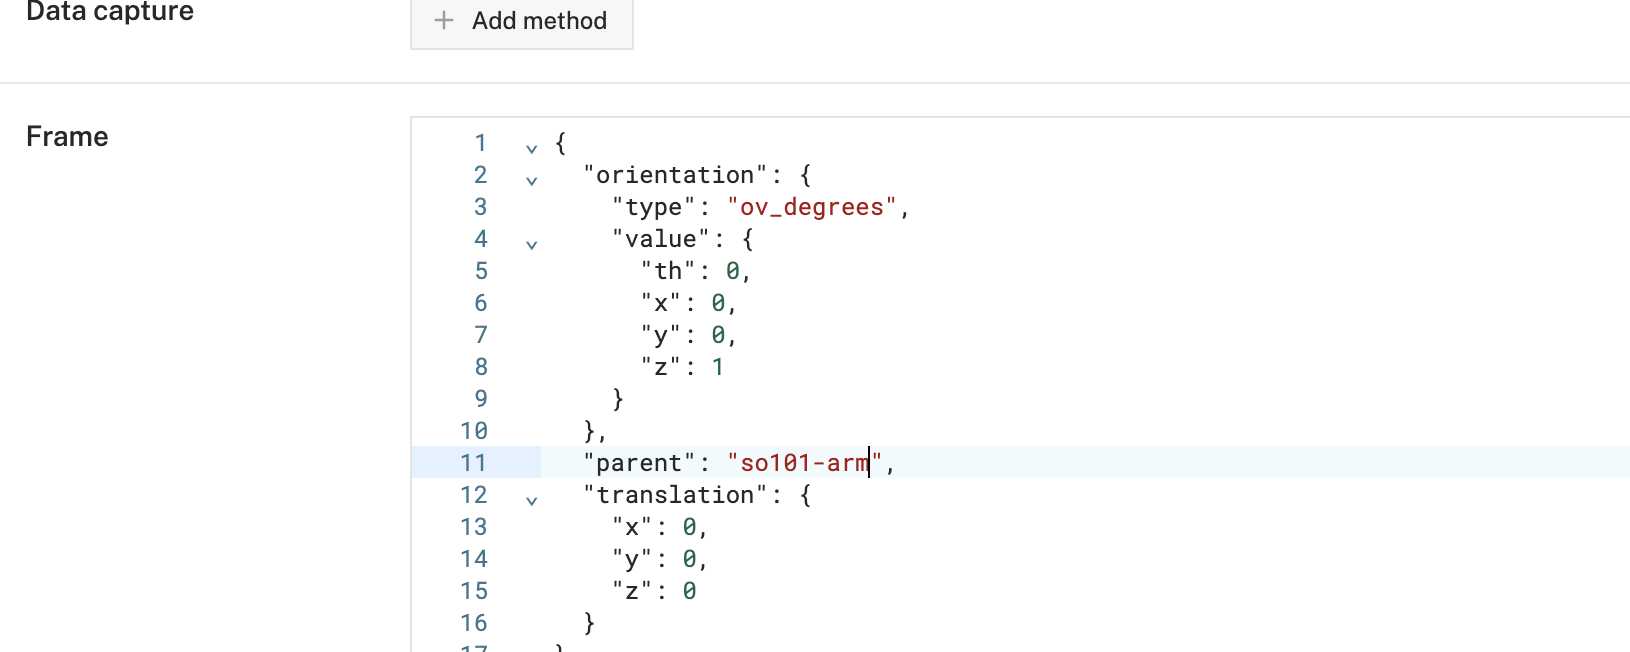 Data capture
+ Add method
Frame
1 {
2 "orientation": {
3 "type": "ov_degrees",
4 "value": {
5 "th": 0,
6 "x": 0,
7 "y": 0,
8 "z": 1
9 }
10 },
11 "parent": "so101-arm",
12 "translation": {
13 "x": 0,
14 "y": 0,
15 "z": 0
16 }
17 }